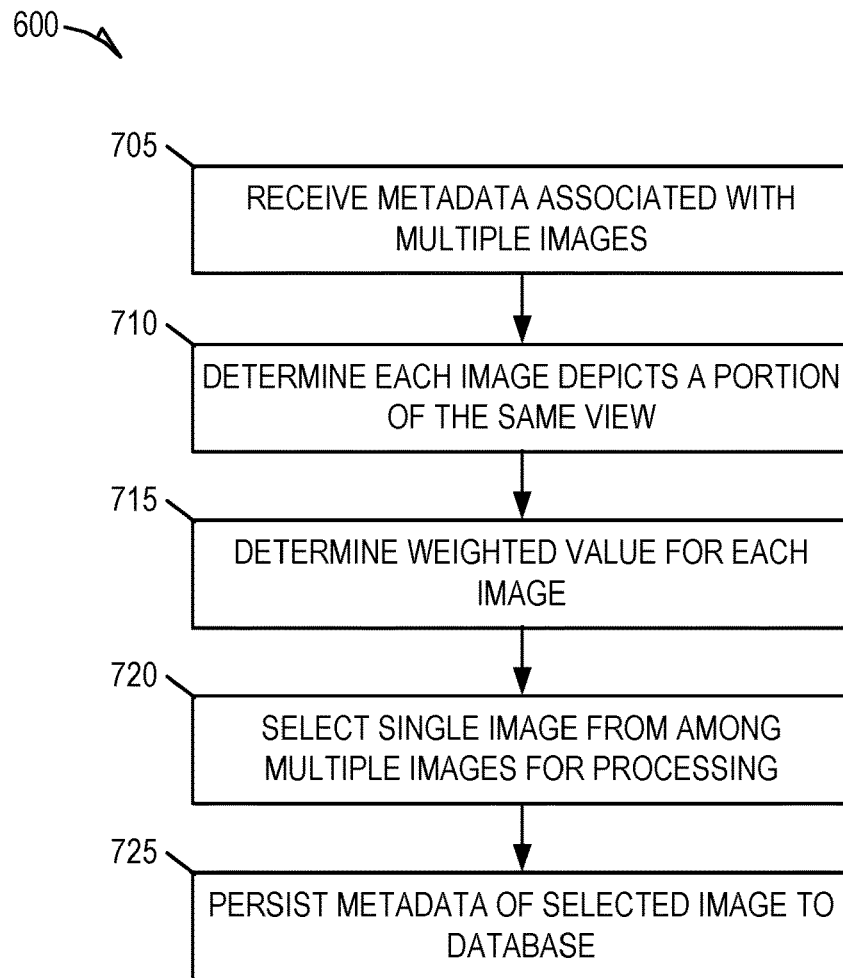 600
705
RECEIVE METADATA ASSOCIATED WITH
MULTIPLE IMAGES
710
DETERMINE EACH IMAGE DEPICTS A PORTION
OF THE SAME VIEW
715
DETERMINE WEIGHTED VALUE FOR EACH
IMAGE
720
SELECT SINGLE IMAGE FROM AMONG
MULTIPLE IMAGES FOR PROCESSING
725
PERSIST METADATA OF SELECTED IMAGE TO
DATABASE